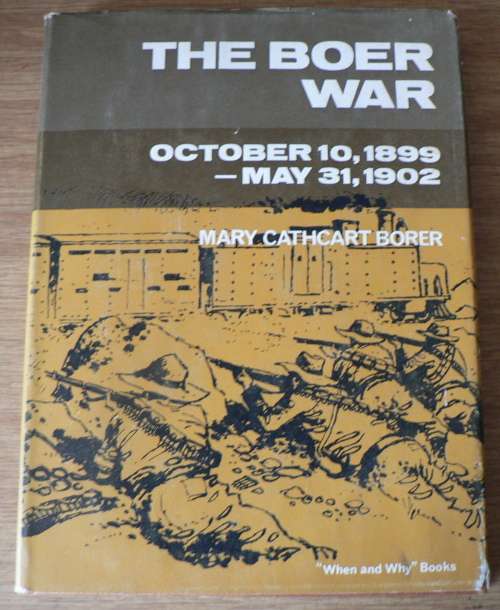 THE BOER
WAR
OCTOBER 10, 1899
—MAY 31, 1902
MARY CATHCART BORER
"When and Why" Books